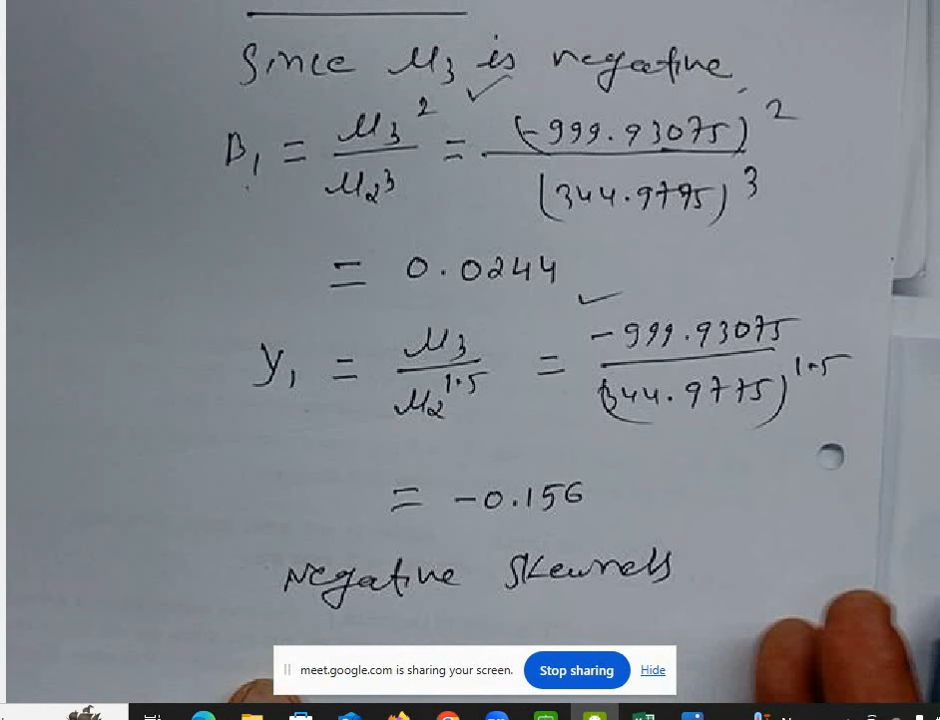 Since μ₃ is negative
β₁ = μ₃² / μ₂³ = (-999.93075)² / (344.9775)³
= 0.0244
γ₁ = μ₃ / μ₂^1.5 = -999.93075 / (344.9775)^1.5
= -0.156
Negative Skewness
meet.google.com is sharing your screen. Stop sharing Hide